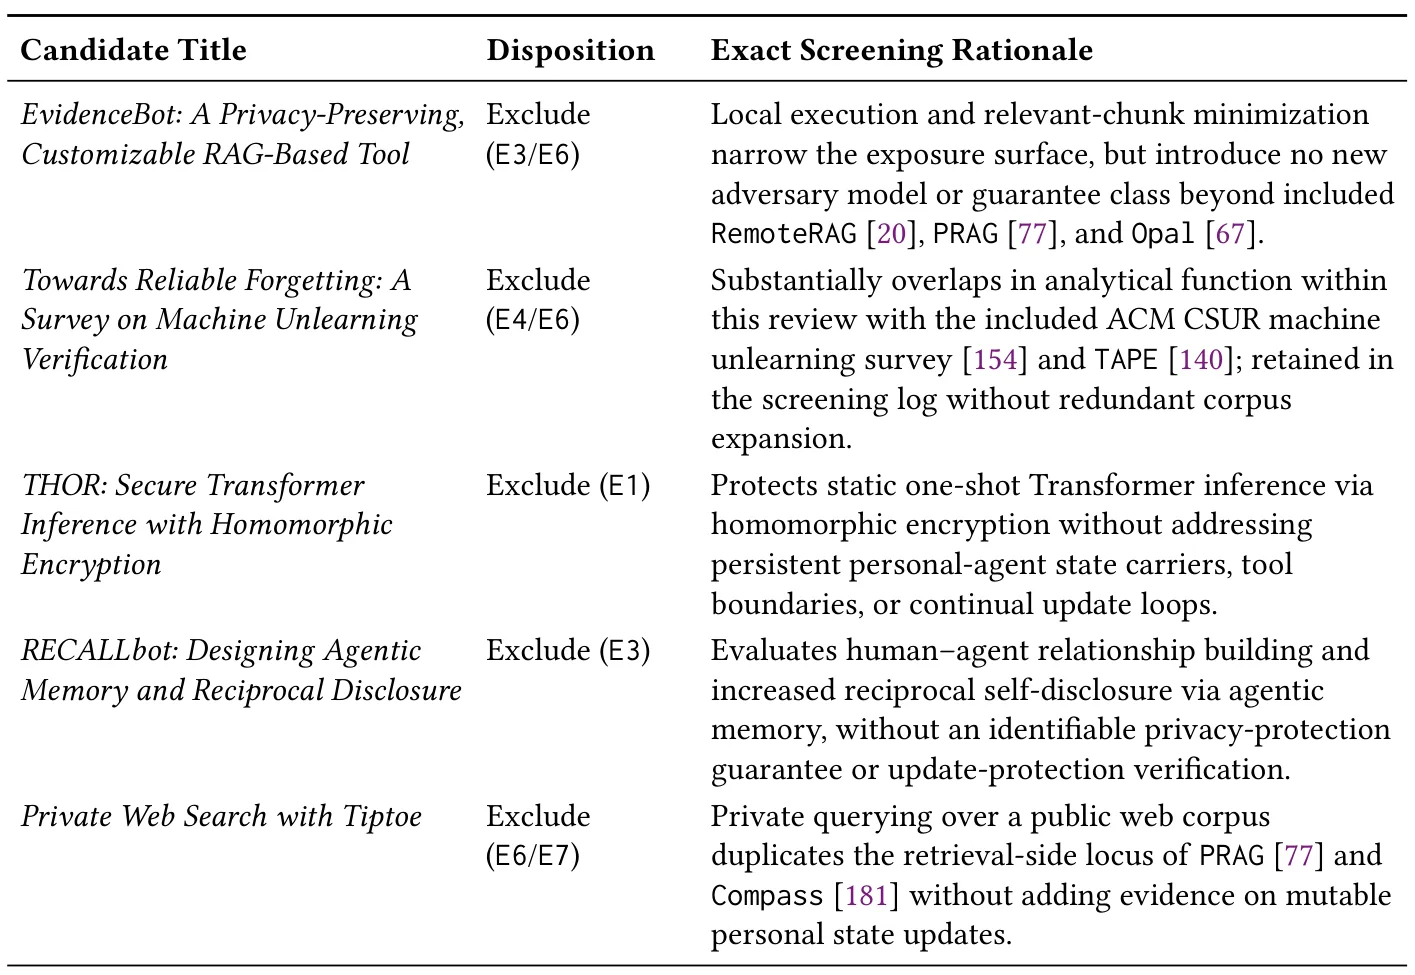 Candidate Title Disposition Exact Screening Rationale
EvidenceBot: A Privacy-Preserving, Exclude Local execution and relevant-chunk minimization
Customizable RAG-Based Tool (E3/E6) narrow the exposure surface, but introduce no new
adversary model or guarantee class beyond included
RemoteRAG [20], PRAG [77], and Opal [67].
Towards Reliable Forgetting: A Exclude Substantially overlaps in analytical function within
Survey on Machine Unlearning (E4/E6) this review with the included ACM CSUR machine
Verification unlearning survey [154] and TAPE [140]; retained in
the screening log without redundant corpus
expansion.
THOR: Secure Transformer Exclude (E1) Protects static one-shot Transformer inference via
Inference with Homomorphic homomorphic encryption without addressing
Encryption persistent personal-agent state carriers, tool
boundaries, or continual update loops.
RECALLbot: Designing Agentic Exclude (E3) Evaluates human–agent relationship building and
Memory and Reciprocal Disclosure increased reciprocal self-disclosure via agentic
memory, without an identifiable privacy-protection
guarantee or update-protection verification.
Private Web Search with Tiptoe Exclude Private querying over a public web corpus
(E6/E7) duplicates the retrieval-side locus of PRAG [77] and
Compass [181] without adding evidence on mutable
personal state updates.